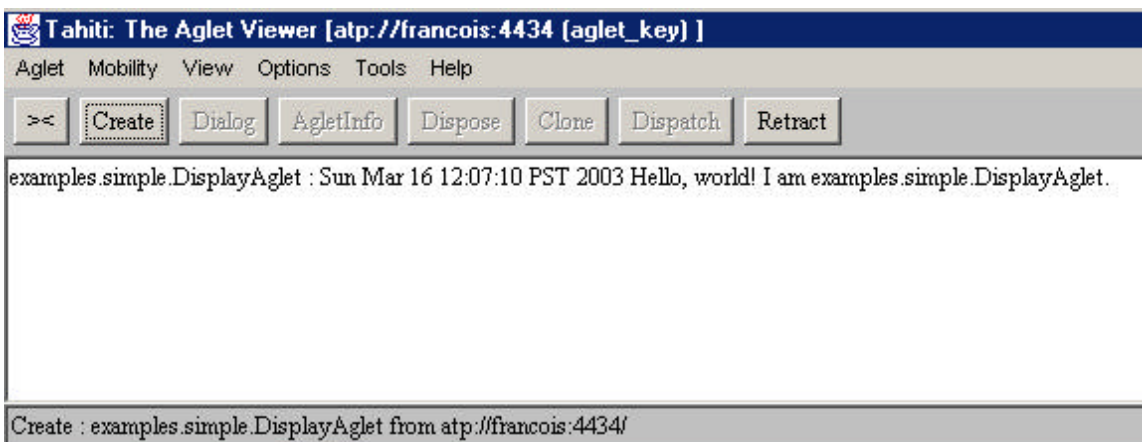 Tahiti: The Aglet Viewer [atp://francois:4434 (aglet_key) ]
Aglet Mobility View Options Tools Help
>< Create Dialog AgletInfo Dispose Clone Dispatch Retract
examples.simple.DisplayAglet : Sun Mar 16 12:07:10 PST 2003 Hello, world! I am examples.simple.DisplayAglet.
Create : examples.simple.DisplayAglet from atp://francois:4434/